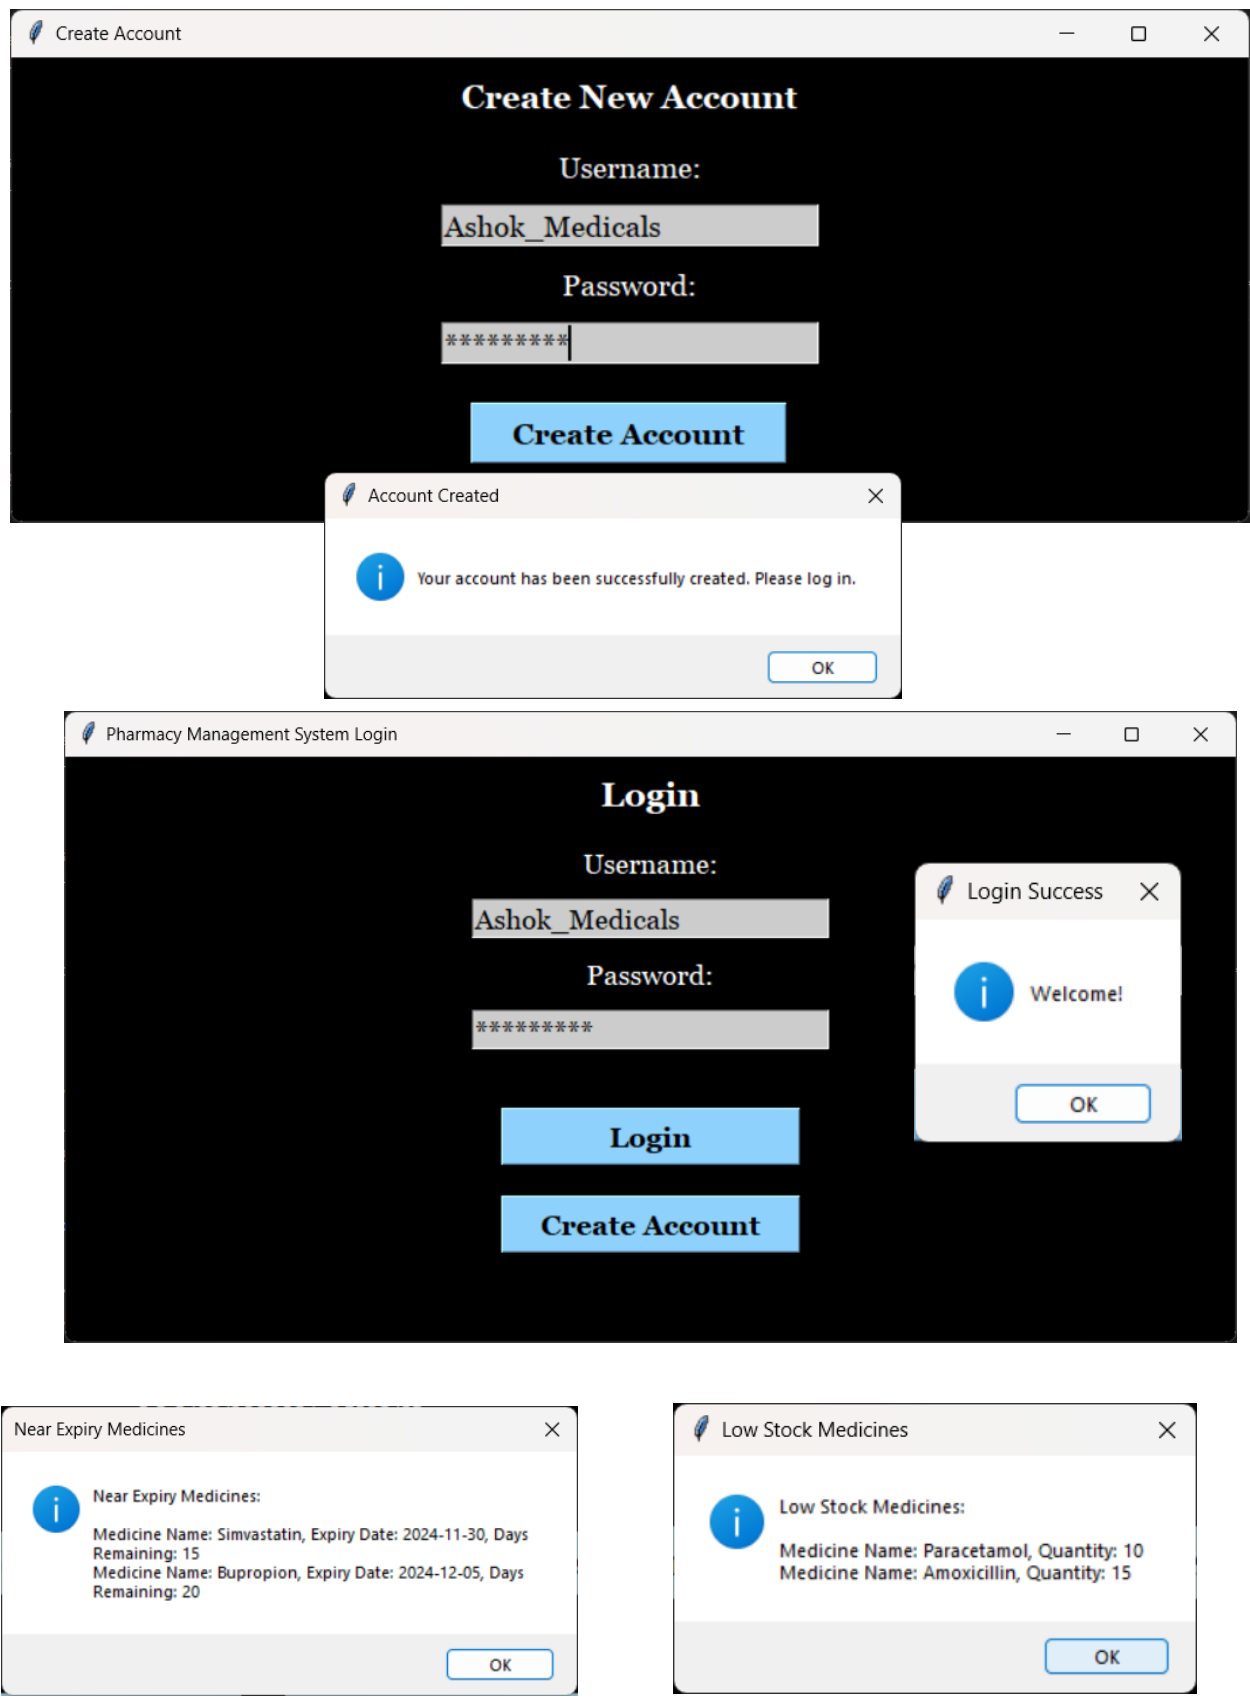 Create Account
Create New Account
Username:
Ashok_Medicals
Password:
*********
Create Account
Account Created
Your account has been successfully created. Please log in.
OK
Pharmacy Management System Login
Login
Username:
Ashok_Medicals
Password:
*********
Login
Create Account
Login Success
Welcome!
OK
Near Expiry Medicines
Near Expiry Medicines:
Medicine Name: Simvastatin, Expiry Date: 2024-11-30, Days
Remaining: 15
Medicine Name: Bupropion, Expiry Date: 2024-12-05, Days
Remaining: 20
OK
Low Stock Medicines
Low Stock Medicines:
Medicine Name: Paracetamol, Quantity: 10
Medicine Name: Amoxicillin, Quantity: 15
OK